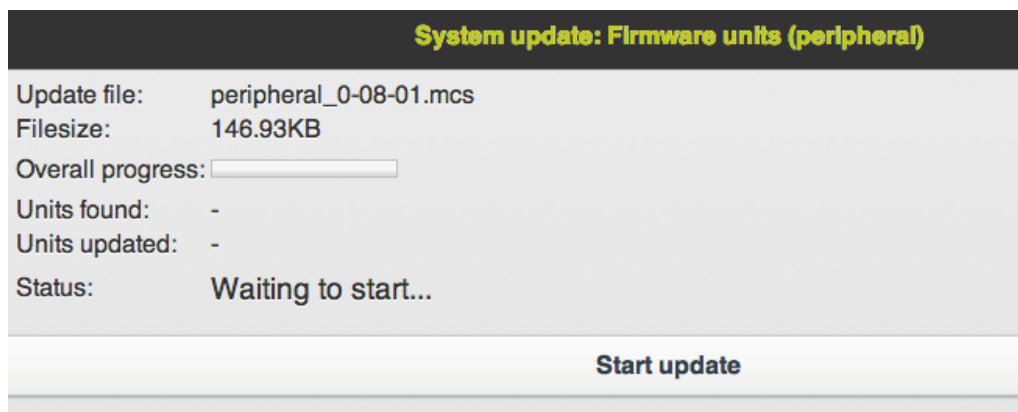 System update: Firmware units (peripheral)
Update file: peripheral_0-08-01.mcs
Filesize: 146.93KB
Overall progress:
Units found: -
Units updated: -
Status: Waiting to start...
Start update